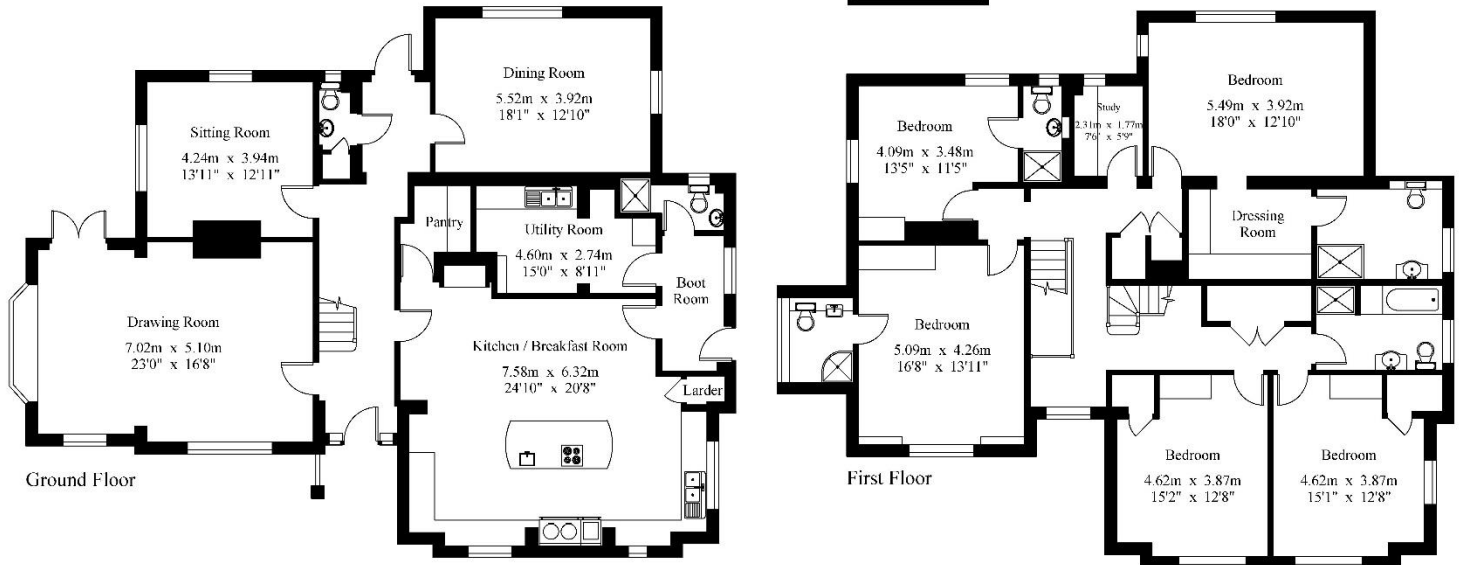 Dining Room
5.52m x 3.92m
18'1" x 12'10"
Sitting Room
4.24m x 3.94m
13'11" x 12'11"
Pantry
Utility Room
4.60m x 2.74m
15'0" x 8'11"
Boot
Room
Drawing Room
7.02m x 5.10m
23'0" x 16'8"
Kitchen / Breakfast Room
7.58m x 6.32m
24'10" x 20'8"
Larder
Ground Floor
Bedroom
5.49m x 3.92m
18'0" x 12'10"
Study
2.31m x 1.77m
7'6" x 5'9"
Bedroom
4.09m x 3.48m
13'5" x 11'5"
Dressing
Room
Bedroom
5.09m x 4.26m
16'8" x 13'11"
Bedroom
4.62m x 3.87m
15'2" x 12'8"
Bedroom
4.62m x 3.87m
15'1" x 12'8"
First Floor